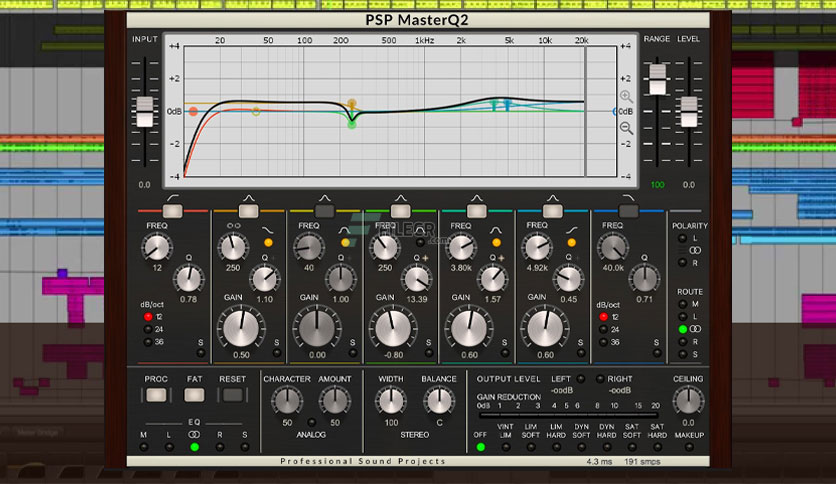 PSP MasterQ2
INPUT 20 50 100 200 500 1kHz 2k 5k 10k 20k RANGE LEVEL
+4 +4
+2 +2
0dB 0dB
-2 -2
-4 -4
0.0 100 0.0
FREQ FREQ FREQ FREQ FREQ FREQ POLARITY
L
R
12 250 40 250 3.80k 4.92k 40.0k
Q Q Q Q Q Q Q
0.78 1.10 1.00 13.39 1.57 0.45 0.71
dB/oct GAIN GAIN GAIN GAIN GAIN dB/oct ROUTE
12 12 M
24 24 L
36 36 R
S S S S S S S S
0.50 0.00 -0.80 0.60 0.60
PROC FAT RESET CHARACTER AMOUNT WIDTH BALANCE OUTPUT LEVEL LEFT RIGHT CEILING
-oodB -oodB
GAIN REDUCTION
0dB 1 2 3 4 5 6 8 10 15 20
50 50 100 C 0.0
EQ ANALOG STEREO
M L R S
OFF VINT LIM LIM SOFT LIM HARD DYN SOFT DYN HARD SAT SOFT SAT HARD MAKEUP
Professional Sound Projects 4.3 ms 191 smps